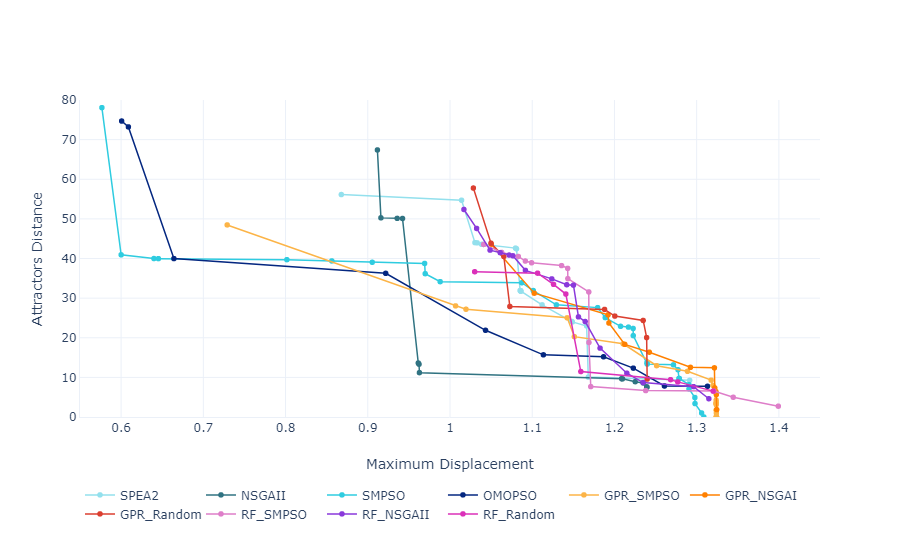 80
70
60
50
40
30
20
10
0
Attractors Distance
0.6 0.7 0.8 0.9 1 1.1 1.2 1.3 1.4
Maximum Displacement
SPEA2 NSGAII SMPSO OMOPSO GPR_SMPSO GPR_NSGAI
GPR_Random RF_SMPSO RF_NSGAII RF_Random